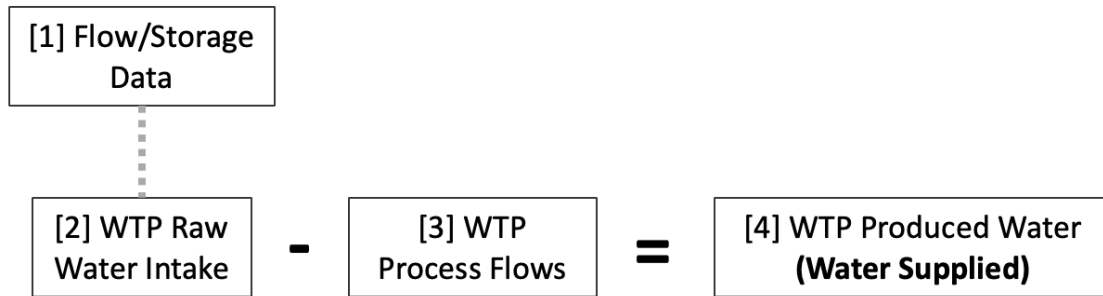 [1] Flow/Storage
Data
[2] WTP Raw
Water Intake
-
[3] WTP
Process Flows
=
[4] WTP Produced Water
(Water Supplied)